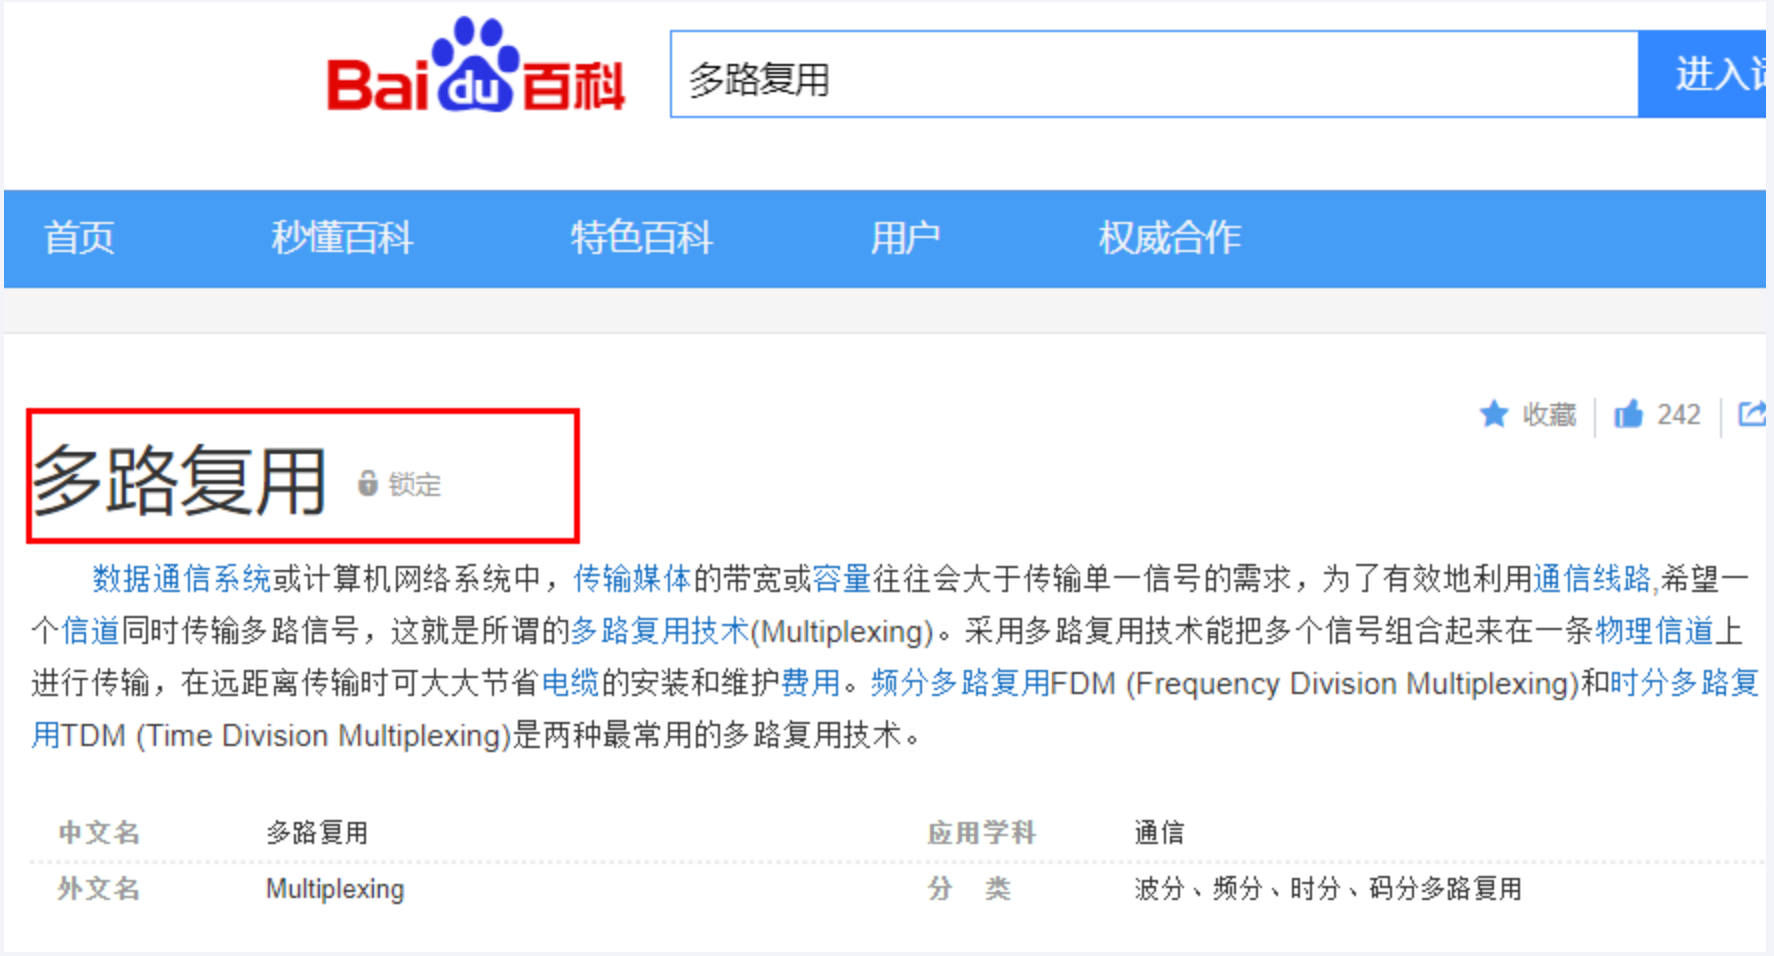 Baidu百科
多路复用
进入
首页 秒懂百科 特色百科 用户 权威合作
收藏 242
多路复用 锁定
数据通信系统或计算机网络系统中，传输媒体的带宽或容量往往会大于传输单一信号的需求，为了有效地利用通信线路,希望一
个信道同时传输多路信号，这就是所谓的多路复用技术(Multiplexing)。采用多路复用技术能把多个信号组合起来在一条物理信道上
进行传输，在远距离传输时可大大节省电缆的安装和维护费用。频分多路复用FDM (Frequency Division Multiplexing)和时分多路复
用TDM (Time Division Multiplexing)是两种最常用的多路复用技术。
中文名 多路复用 应用学科 通信
外文名 Multiplexing 分 类 波分、频分、时分、码分多路复用